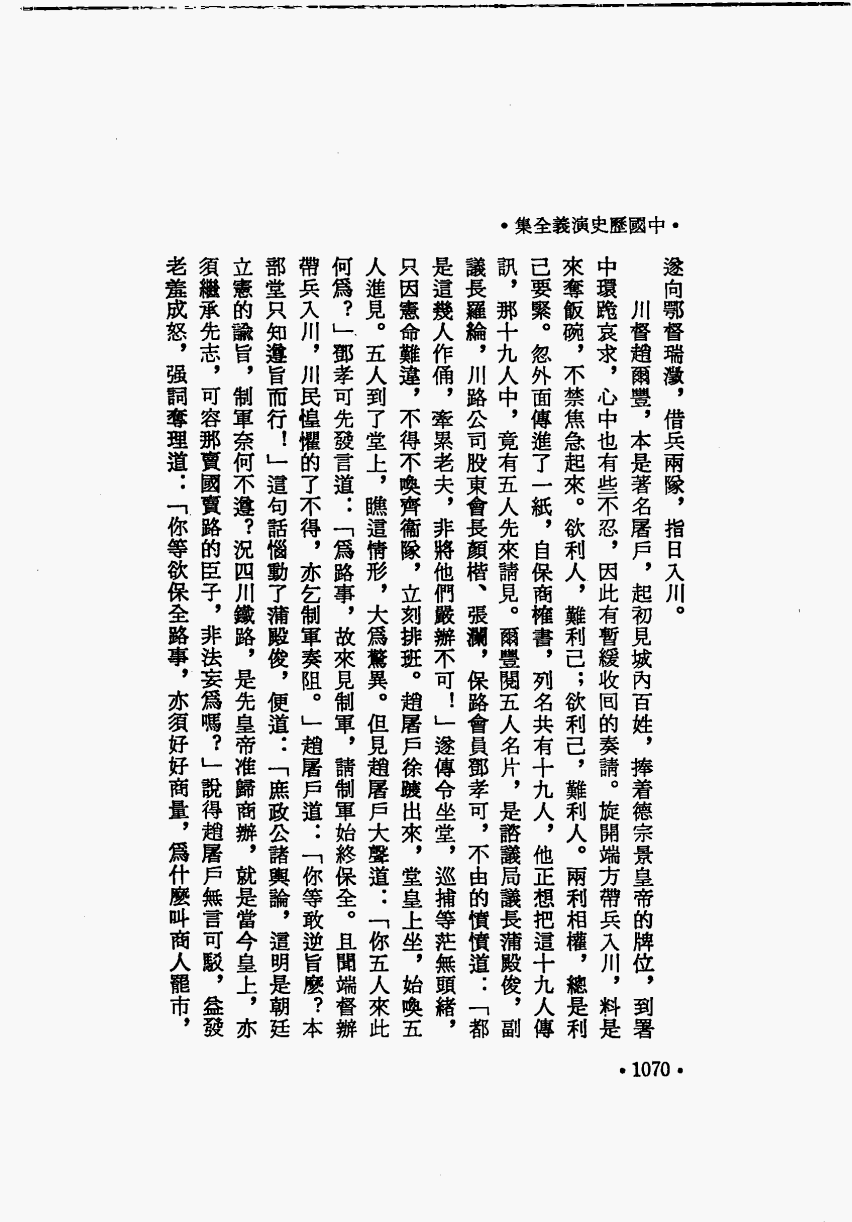 •中國歷史演義全集•
遂向鄂督瑞澂，借兵兩隊，指日入川。
川督趙爾豐，本是著名屠戶，起初見城內百姓，捧着德宗景皇帝的牌位，到署
中環跪哀求，心中也有些不忍，因此有暫緩收回的奏請。旋聞端方帶兵入川，料是
來奪飯碗，不禁焦急起來。欲利人，難利己；欲利己，難利人。兩利相權，總是利
己要緊。忽外面傳進了一紙，自保商榷書，列名共有十九人，他正想把這十九人傳
訊，那十九人中，竟有五人先來請見。爾豐閱五人名片，是諮議局議長蒲殿俊，副
議長羅綸，川路公司股東會長顏楷、張瀾，保路會員鄧孝可，不由的憤憤道：「都
是這幾人作俑，牽累老夫，非將他們嚴辦不可！」遂傳令坐堂，巡捕等茫無頭緒，
只因憲命難違，不得不喚齊衞隊，立刻排班。趙屠戶徐踱出來，堂皇上坐，始喚五
人進見。五人到了堂上，瞧這情形，大爲驚異。但見趙屠戶大聲道：「你五人來此
何爲？」鄧孝可先發言道：「爲路事，故來見制軍，請制軍始終保全。且聞端督辦
帶兵入川，川民惶懼的了不得，亦乞制軍奏阻。」趙屠戶道：「你等敢逆旨麼？本
部堂只知遵旨而行！」這句話惱動了蒲殿俊，便道：「庶政公諸輿論，這明是朝廷
立憲的諭旨，制軍奈何不遵？況四川鐵路，是先皇帝准歸商辦，就是當今皇上，亦
須繼承先志，可容那賣國賣路的臣子，非法妄爲嗎？」說得趙屠戶無言可駁，益發
老羞成怒，强詞奪理道：「你等欲保全路事，亦須好好商量，爲什麼叫商人罷市，
•1070•